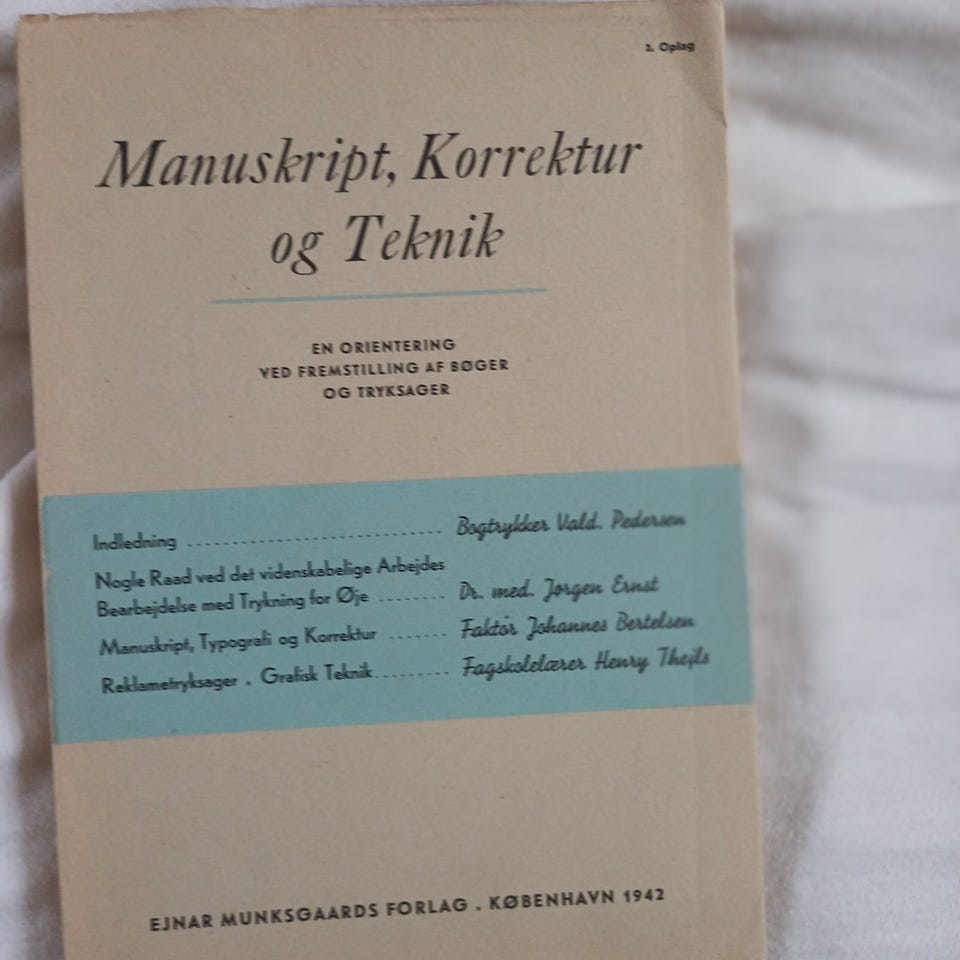 2. Oplag
Manuskript, Korrektur
og Teknik
EN ORIENTERING
VED FREMSTILLING AF BØGER
OG TRYKSAGER
Indledning ............................ Bogtrykker Vald. Pedersen
Nogle Raad ved det videnskabelige Arbejdes
Bearbejdelse med Trykning for Øje ........ Dr. med. Jørgen Ernst
Manuskript, Typografi og Korrektur ....... Faktor Johannes Bertelsen
Reklametryksager . Grafisk Teknik......... Fagskolelærer Henry Thejls
EJNAR MUNKSGAARDS FORLAG . KØBENHAVN 1942